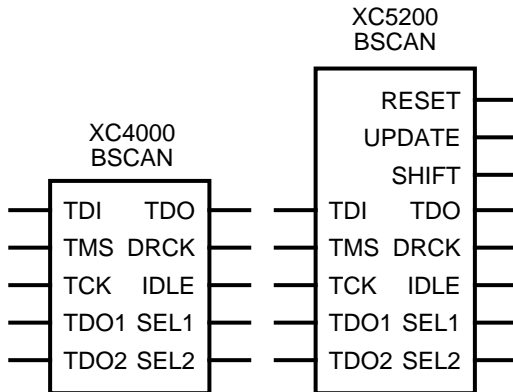 XC4000
BSCAN
TDI TDO
TMS DRCK
TCK IDLE
TDO1 SEL1
TDO2 SEL2
XC5200
BSCAN
RESET
UPDATE
SHIFT
TDI TDO
TMS DRCK
TCK IDLE
TDO1 SEL1
TDO2 SEL2